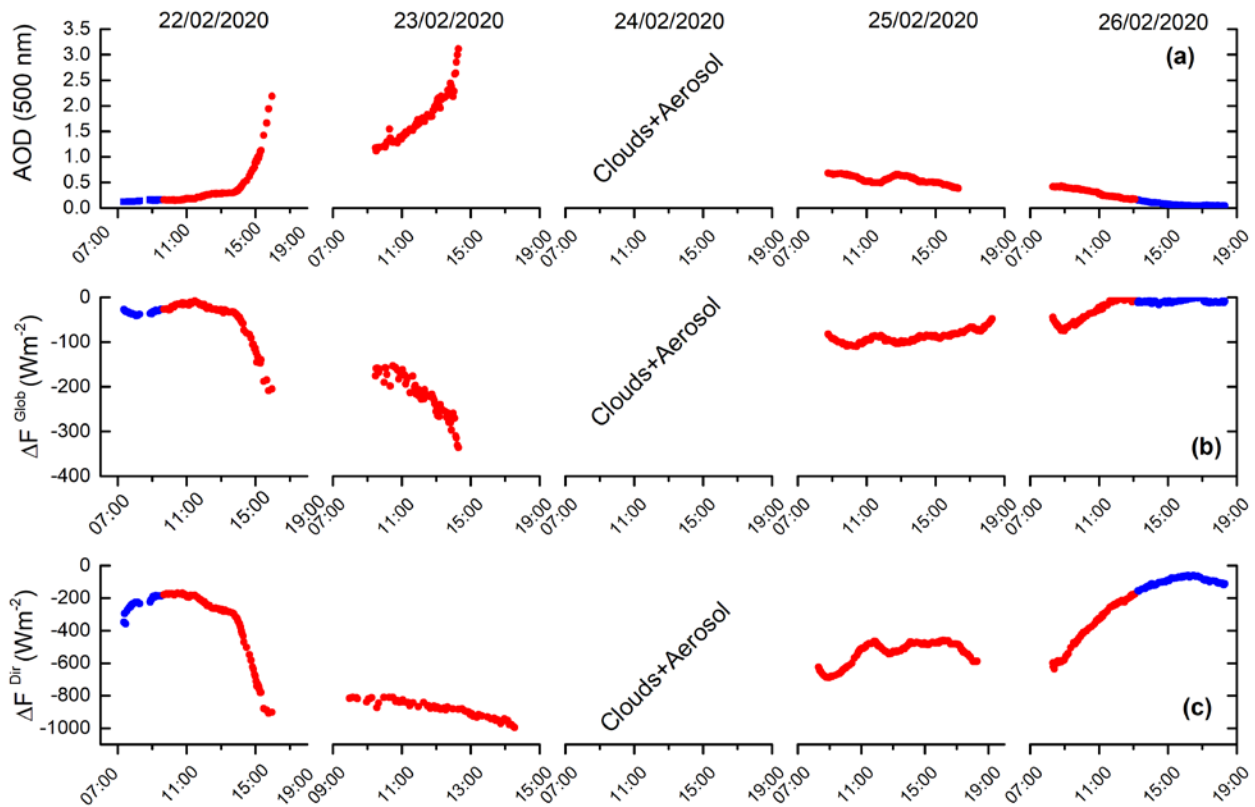 22/02/2020 23/02/2020 24/02/2020 25/02/2020 26/02/2020
AOD (500 nm)
3.5
3.0
2.5
2.0
1.5
1.0
0.5
0.0
Clouds+Aerosol
(a)
07:00 11:00 15:00 19:00 07:00 11:00 15:00 19:00 07:00 11:00 15:00 19:00 07:00 11:00 15:00 19:00 07:00 11:00 15:00 19:00
ΔF Glob (Wm-2)
0
-100
-200
-300
-400
Clouds+Aerosol
(b)
07:00 11:00 15:00 19:00 07:00 11:00 15:00 19:00 07:00 11:00 15:00 19:00 07:00 11:00 15:00 19:00 07:00 11:00 15:00 19:00
ΔF Dir (Wm-2)
0
-200
-400
-600
-800
-1000
Clouds+Aerosol
(c)
07:00 11:00 15:00 19:00 09:00 11:00 13:00 15:00 07:00 11:00 15:00 19:00 07:00 11:00 15:00 19:00 07:00 11:00 15:00 19:00